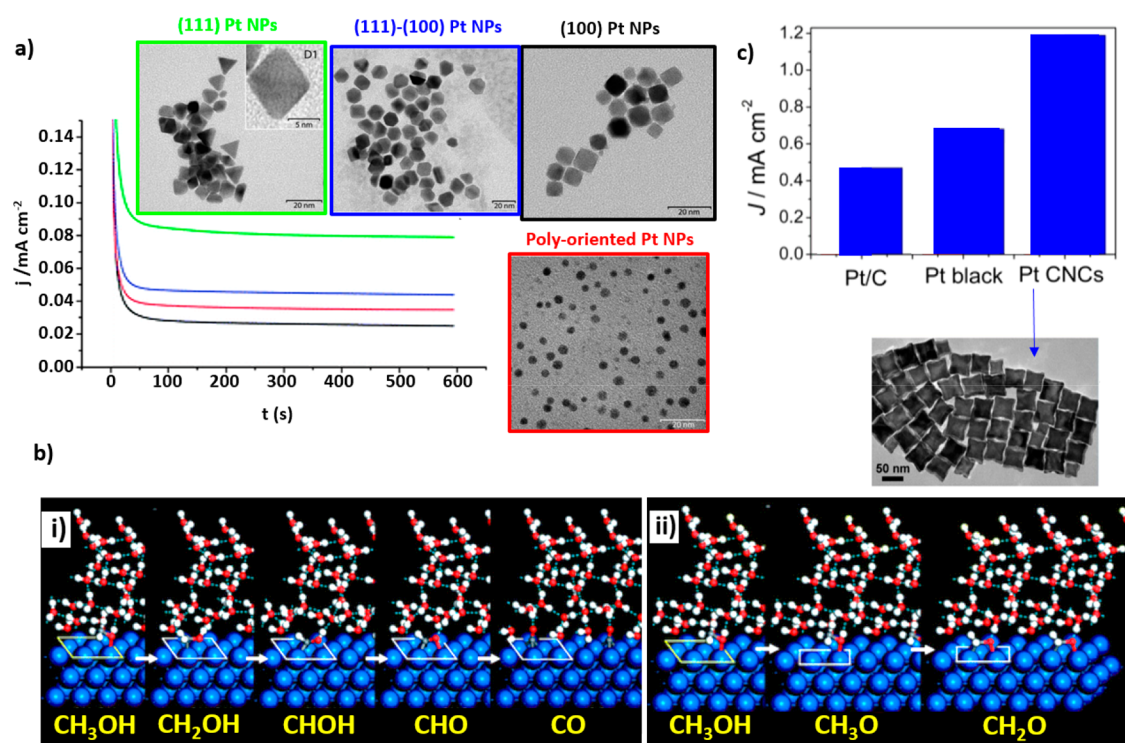 a)
(111) Pt NPs
(111)-(100) Pt NPs
(100) Pt NPs
D1
5 nm
20 nm
20 nm
20 nm
j /mA cm-2
0.14
0.12
0.10
0.08
0.06
0.04
0.02
0.00
0 100 200 300 400 500 600
t (s)
Poly-oriented Pt NPs
20 nm
c)
J / mA cm-2
1.2
1.0
0.8
0.6
0.4
0.2
0.0
Pt/C Pt black Pt CNCs
50 nm
b)
i)
CH3OH CH2OH CHOH CHO CO
ii)
CH3OH CH3O CH2O